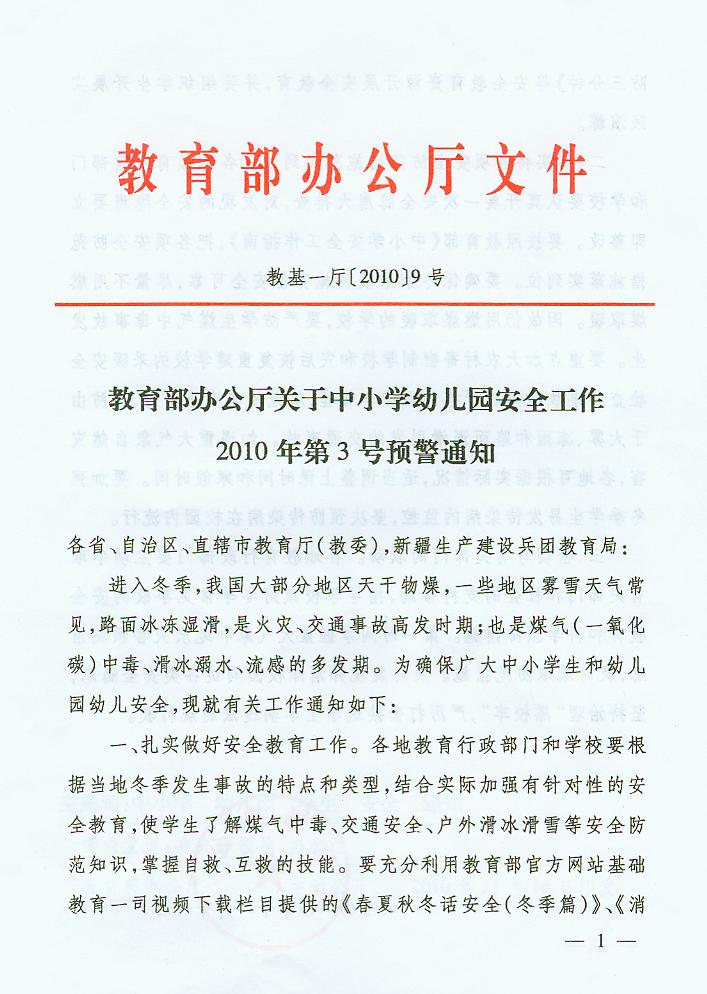 教育部办公厅文件
教基一厅〔2010〕9号
教育部办公厅关于中小学幼儿园安全工作
2010年第3号预警通知
各省、自治区、直辖市教育厅(教委),新疆生产建设兵团教育局:
进入冬季,我国大部分地区天干物燥,一些地区雾雪天气常
见,路面冰冻湿滑,是火灾、交通事故高发时期;也是煤气(一氧化
碳)中毒、滑冰溺水、流感的多发期。为确保广大中小学生和幼儿
园幼儿安全,现就有关工作通知如下:
一、扎实做好安全教育工作。各地教育行政部门和学校要根
据当地冬季发生事故的特点和类型,结合实际加强有针对性的安
全教育,使学生了解煤气中毒、交通安全、户外滑冰滑雪等安全防
范知识,掌握自救、互救的技能。要充分利用教育部官方网站基础
教育一司视频下载栏目提供的《春夏秋冬话安全(冬季篇)》、《消
— 1 —